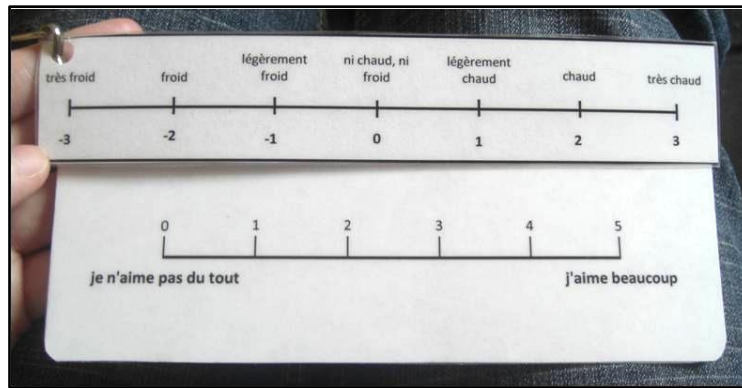 très froid froid légèrement froid ni chaud, ni froid légèrement chaud chaud très chaud
-3 -2 -1 0 1 2 3
0 1 2 3 4 5
je n'aime pas du tout j'aime beaucoup